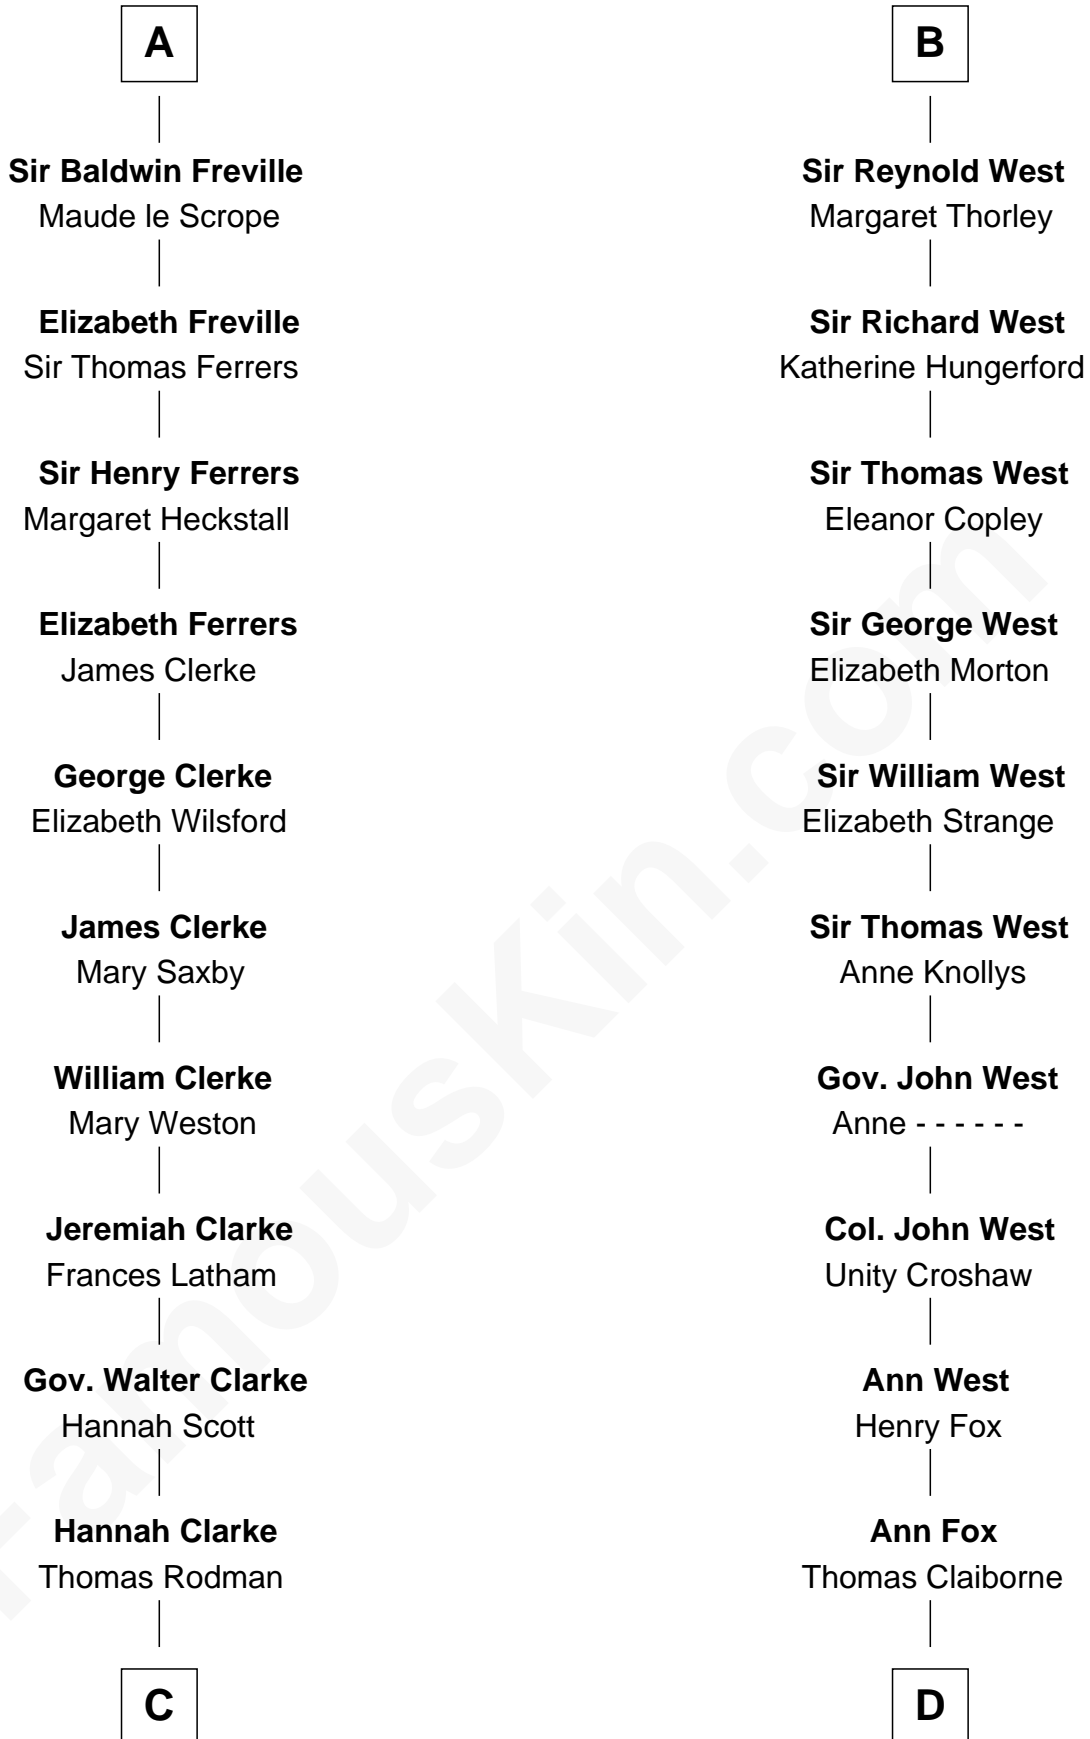 A
Sir Baldwin Freville
Maude le Scrope
Elizabeth Freville
Sir Thomas Ferrers
Sir Henry Ferrers
Margaret Heckstall
Elizabeth Ferrers
James Clerke
George Clerke
Elizabeth Wilsford
James Clerke
Mary Saxby
William Clerke
Mary Weston
Jeremiah Clarke
Frances Latham
Gov. Walter Clarke
Hannah Scott
Hannah Clarke
Thomas Rodman
C
B
Sir Reynold West
Margaret Thorley
Sir Richard West
Katherine Hungerford
Sir Thomas West
Eleanor Copley
Sir George West
Elizabeth Morton
Sir William West
Elizabeth Strange
Sir Thomas West
Anne Knollys
Gov. John West
Anne - - - - - -
Col. John West
Unity Croshaw
Ann West
Henry Fox
Ann Fox
Thomas Claiborne
D
FamousKin.com